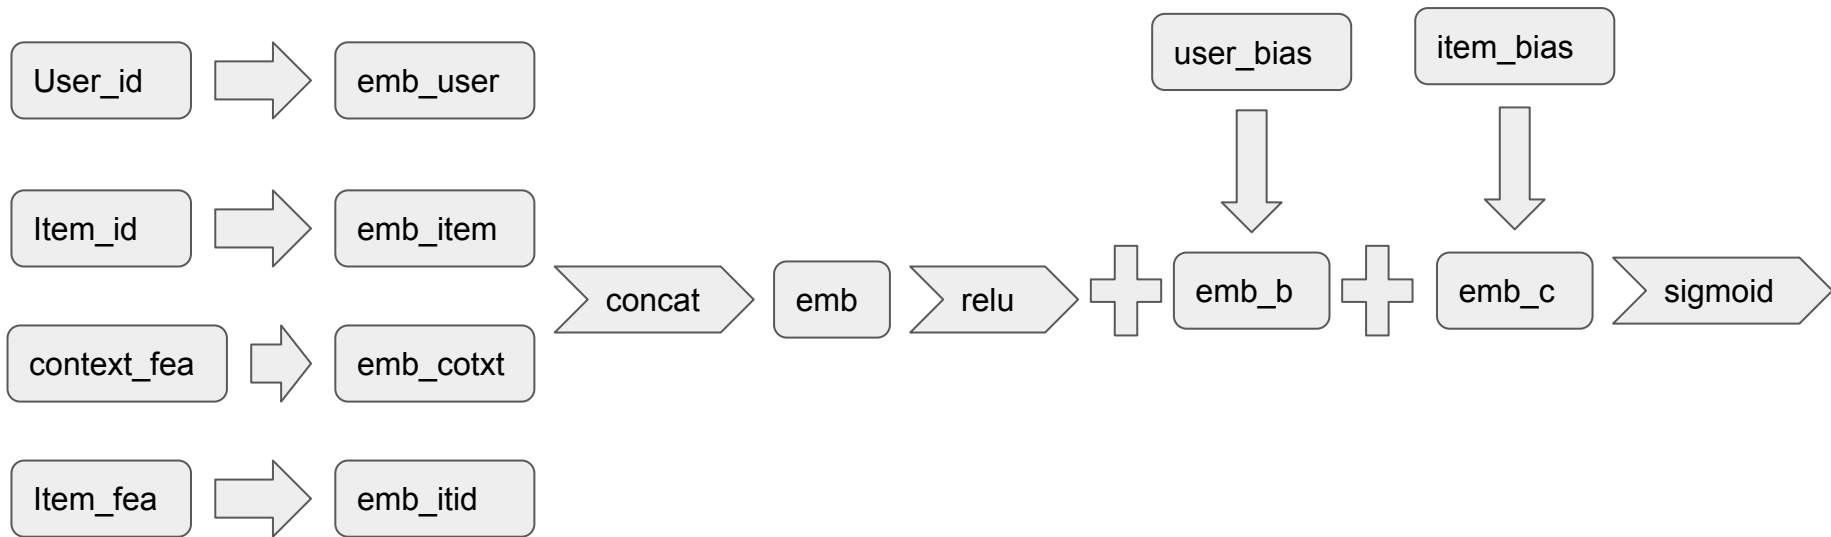 User_id
emb_user
Item_id
emb_item
context_fea
emb_cotxt
Item_fea
emb_itid
concat
emb
relu
user_bias
emb_b
item_bias
emb_c
sigmoid